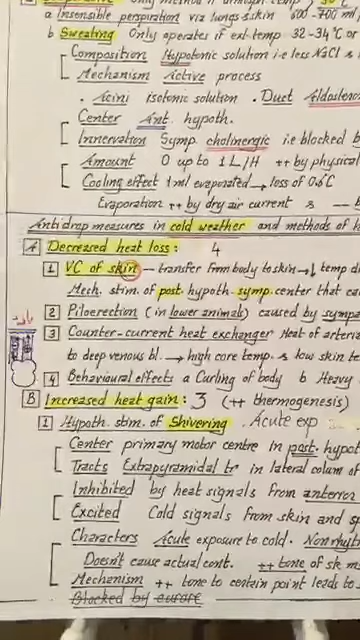 a Insensible perspiration via lungs & skin 600-700 ml
b Sweating Only operates if ext. temp 32-34°C or
Composition Hypotonic solution i.e less NaCl &
Mechanism Active process
. Acini isotonic solution . Duct Aldosteron
Center Ant. hypoth.
Innervation Symp. cholinergic i.e blocked b
Amount 0 up to 1 L/H ++ by physical
Cooling effect 1 ml evaporated → loss of
Evaporation ++ by dry air current &
Antidrop measures in cold weather and methods of h
A Decreased heat loss: 4
1 VC of skin — transfer from body to skin → ↓ temp d
Mech. stim. of post. hypoth. symp. center that ca
2 Piloerection (in lower animals) caused by sympa
3 Counter-current heat exchanger Heat of arteria
to deep venous bl. → high core temp. & low skin te
4 Behavioural effects a Curling of body b Heavy
B Increased heat gain: 3 (++ thermogenesis)
1 Hypoth. stim. of Shivering . Acute exp
Center primary motor centre in post. hypot
Tracts Extrapyramidal tr in lateral colum of
Inhibited by heat signals from anterior
Excited Cold signals from skin and sp
Characters Acute exposure to cold. Nonrhythm
Doesn't cause actual cont. ++ tone of sk m
Mechanism ++ tone to certain point leads to
Blocked by curare